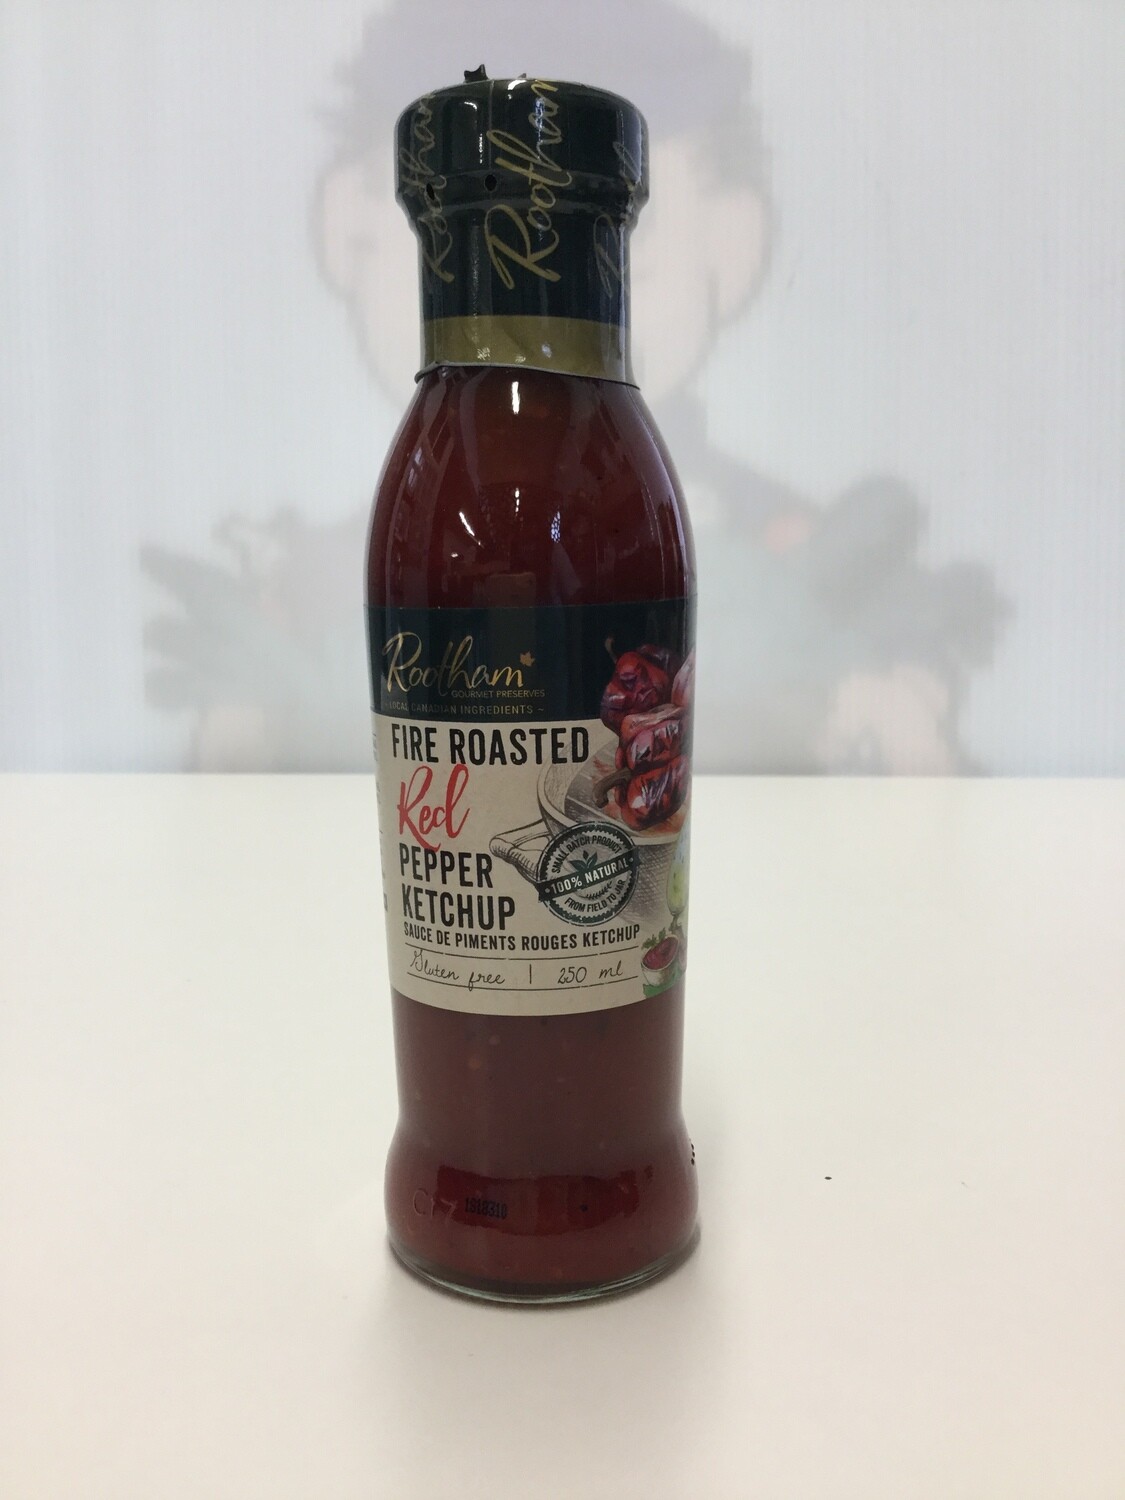 Rootham
Rootham
Rootham
GOURMET PRESERVES
- LOCAL CANADIAN INGREDIENTS -
FIRE ROASTED
Red
PEPPER
KETCHUP
SMALL BATCH PRODUCT
100% NATURAL
FROM FIELD TO JAR
SAUCE DE PIMENTS ROUGES KETCHUP
Gluten free | 250 ml